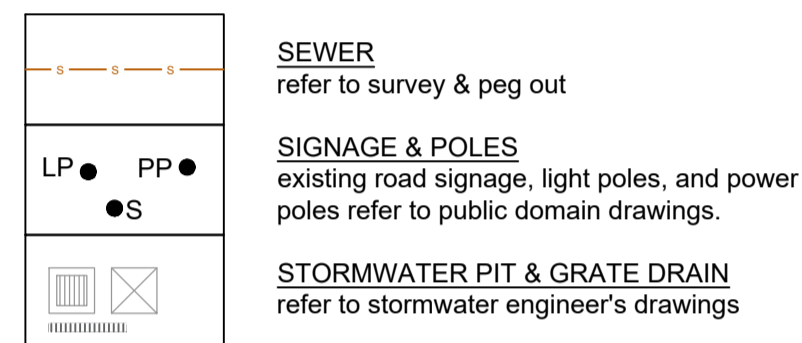 S S S
SEWER
refer to survey & peg out
LP PP
S
SIGNAGE & POLES
existing road signage, light poles, and power
poles refer to public domain drawings.
STORMWATER PIT & GRATE DRAIN
refer to stormwater engineer's drawings